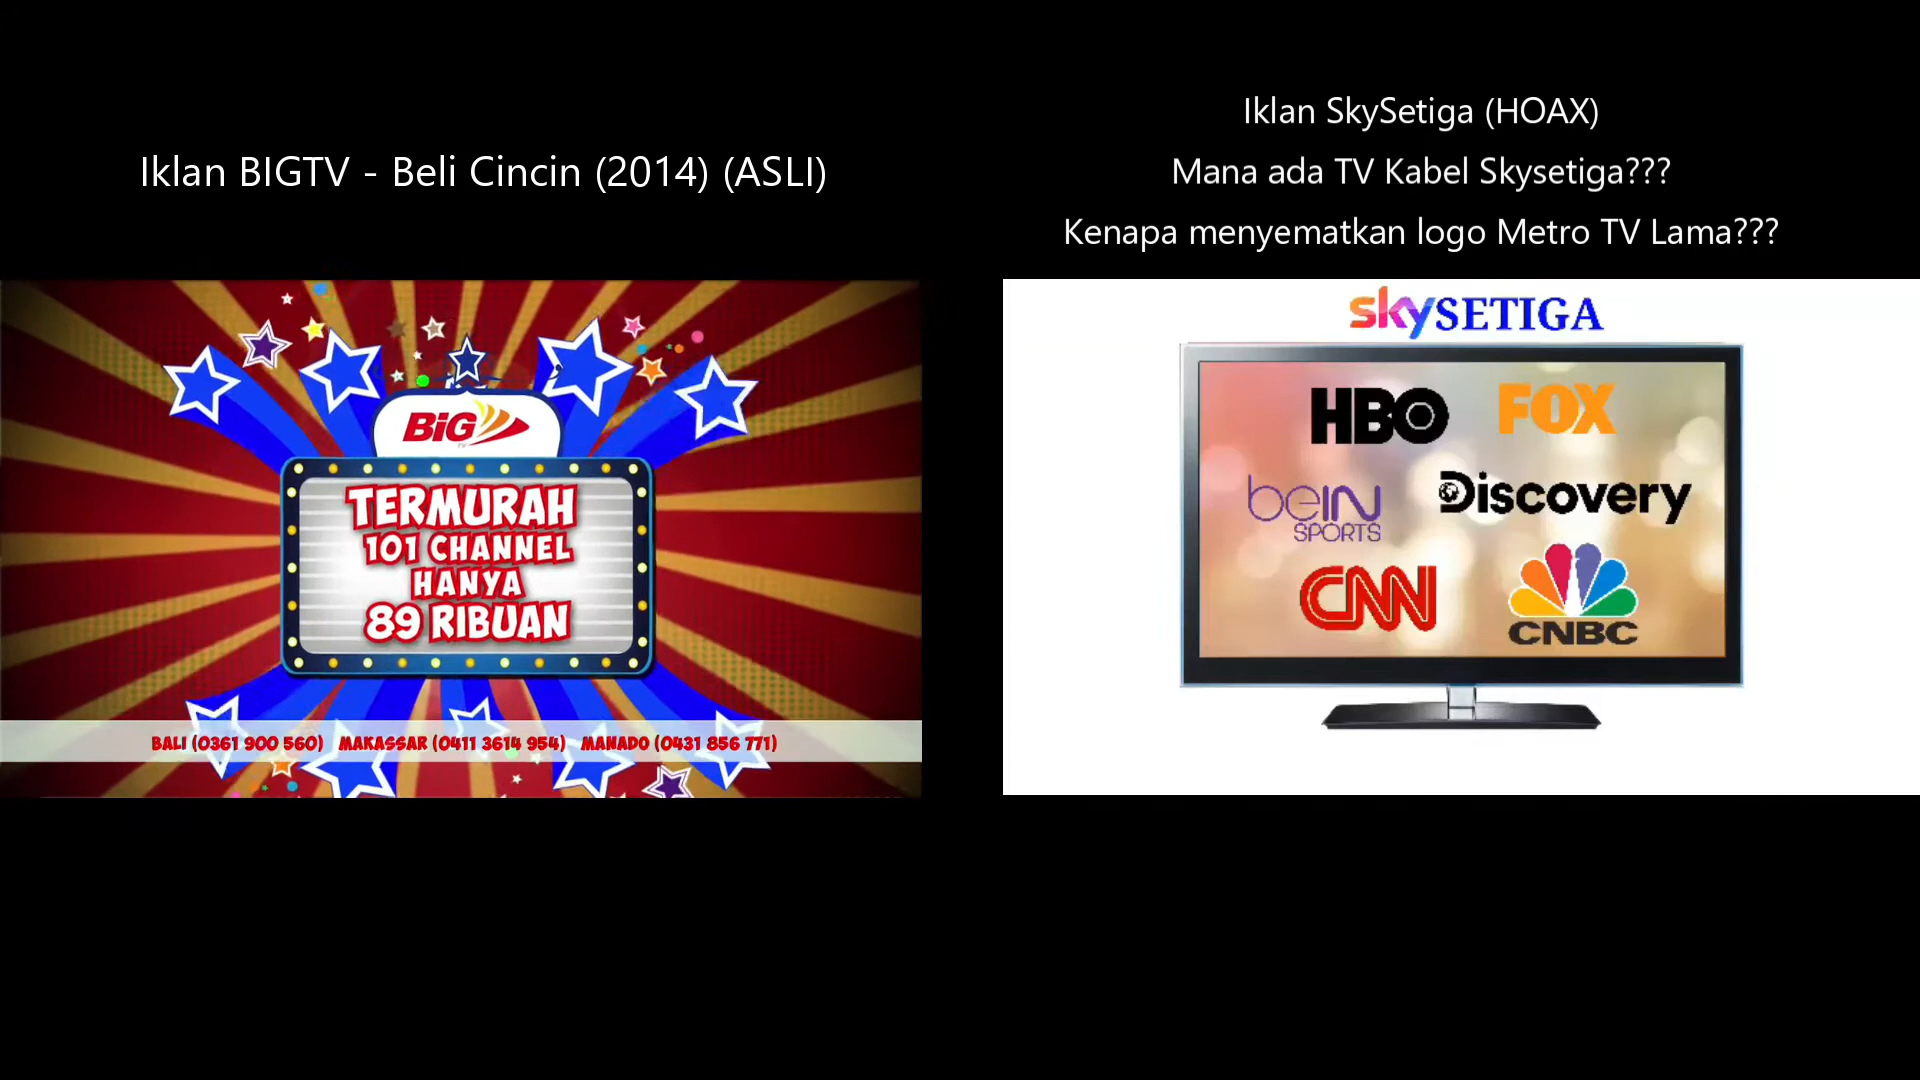 Iklan BIGTV - Beli Cincin (2014) (ASLI)
BiG
TV
TERMURAH
101 CHANNEL
HANYA
89 RIBUAN
BALI (0361 900 560) MAKASSAR (0411 3614 954) MANADO (0431 856 771)
Iklan SkySetiga (HOAX)
Mana ada TV Kabel Skysetiga???
Kenapa menyematkan logo Metro TV Lama???
skySETIGA
HBO FOX
beIN
SPORTS
Discovery
CNN
CNBC